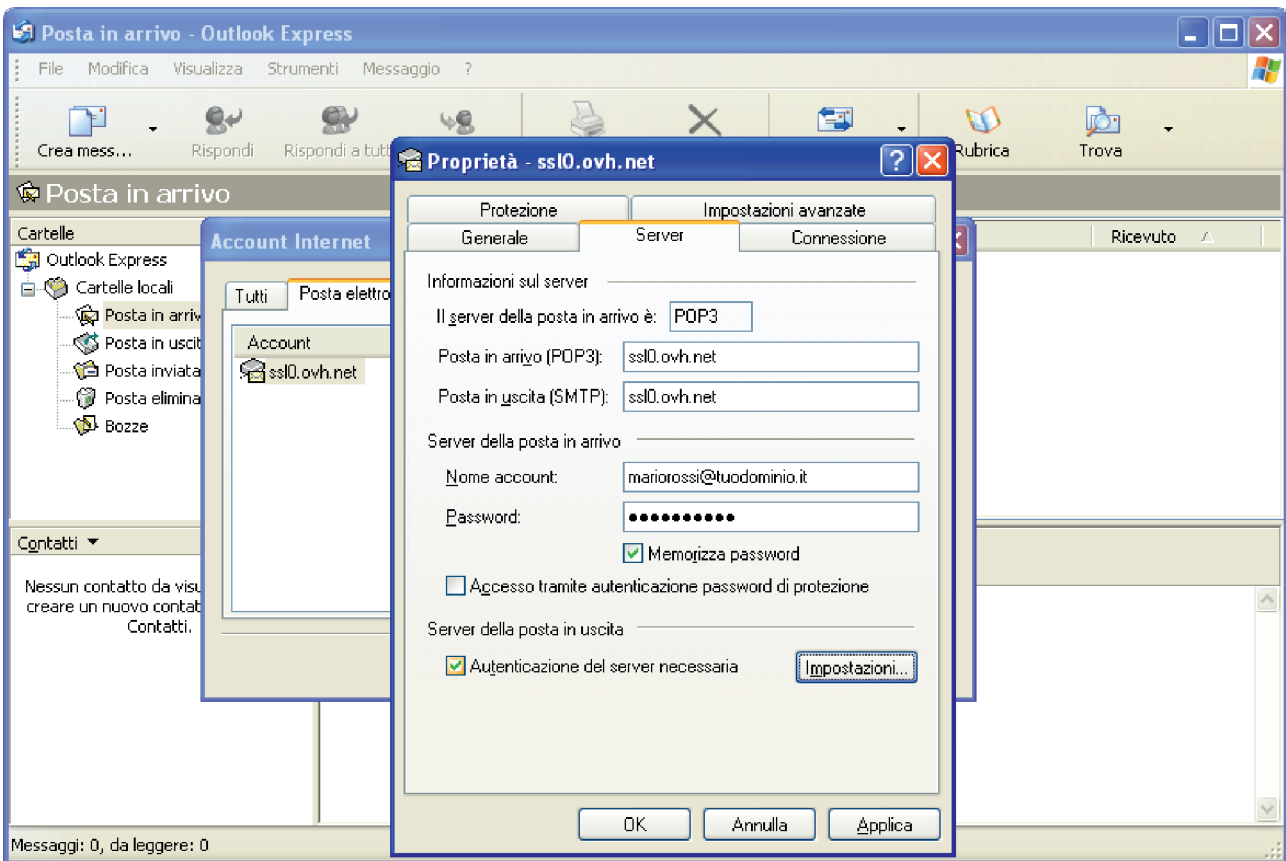 Posta in arrivo - Outlook Express
File Modifica Visualizza Strumenti Messaggio ?
Crea mess... Rispondi Rispondi a tutt Rubrica Trova
Posta in arrivo
Cartelle
Outlook Express
Cartelle locali
Posta in arriv
Posta in uscit
Posta inviata
Posta elimina
Bozze
Contatti
Nessun contatto da visu
creare un nuovo contat
Contatti.
Messaggi: 0, da leggere: 0
Ricevuto
Account Internet
Tutti Posta elettro
Account
ssl0.ovh.net
Proprietà - ssl0.ovh.net
Protezione Impostazioni avanzate
Generale Server Connessione
Informazioni sul server
Il server della posta in arrivo è: POP3
Posta in arrivo (POP3): ssl0.ovh.net
Posta in uscita (SMTP): ssl0.ovh.net
Server della posta in arrivo
Nome account: mariorossi@tuodominio.it
Password: ●●●●●●●●●●
Memorizza password
Accesso tramite autenticazione password di protezione
Server della posta in uscita
Autenticazione del server necessaria Impostazioni...
OK Annulla Applica